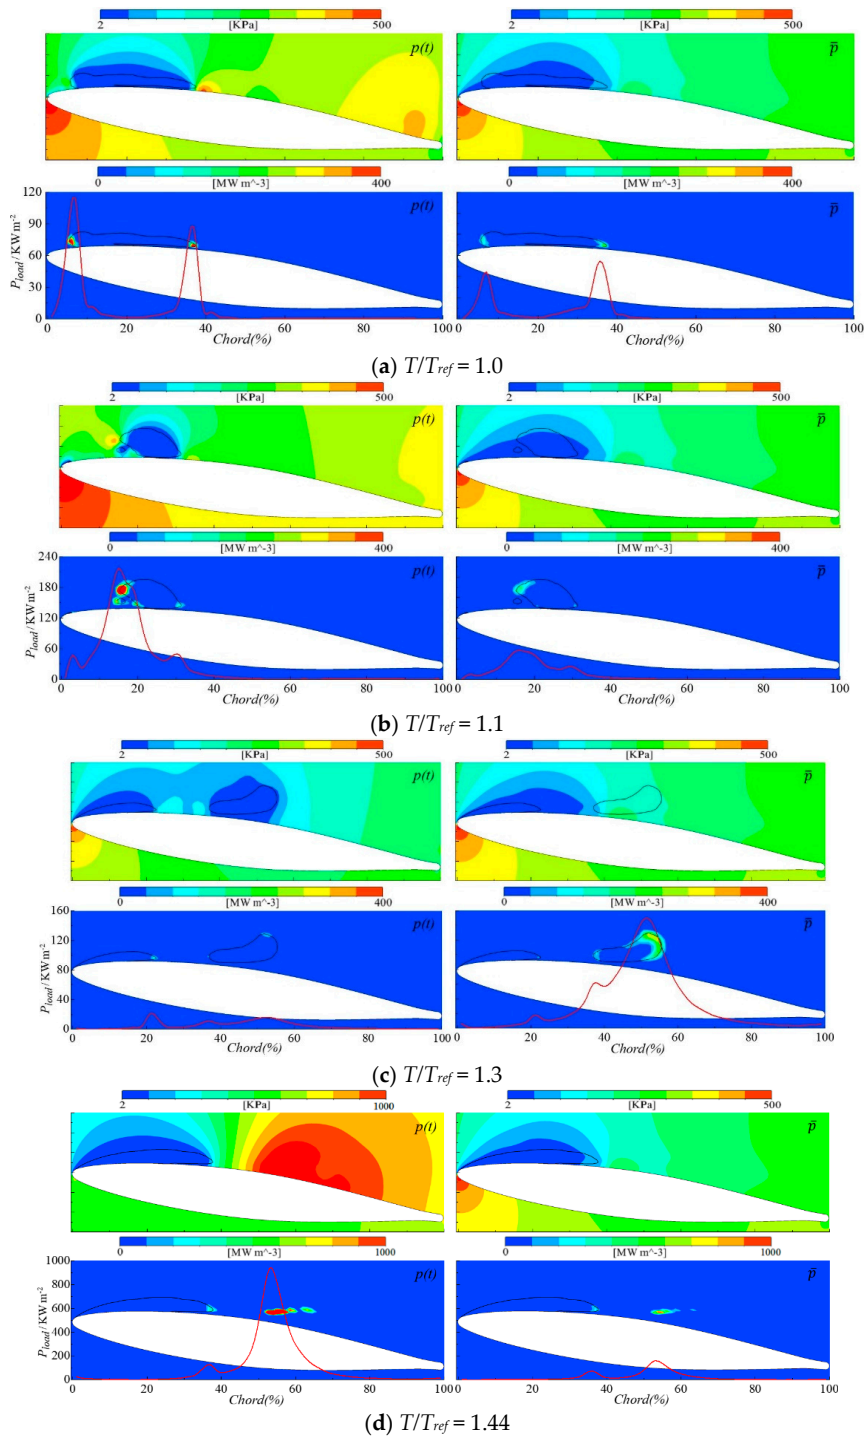 2 [KPa] 500 2 [KPa] 500
p(t) p̄
0 [MW m^-3] 400 0 [MW m^-3] 400
120 p(t) p̄
90
60
30
0
P_load / KW m^-2
0 20 40 60 80 100 0 20 40 60 80 100
Chord(%) Chord(%)
(a) T/T_ref = 1.0
2 [KPa] 500 2 [KPa] 500
p(t) p̄
0 [MW m^-3] 400 0 [MW m^-3] 400
240 p(t) p̄
180
120
60
0
P_load / KW m^-2
0 20 40 60 80 100 0 20 40 60 80 100
Chord(%) Chord(%)
(b) T/T_ref = 1.1
2 [KPa] 500 2 [KPa] 500
p(t) p̄
0 [MW m^-3] 400 0 [MW m^-3] 400
160 p(t) p̄
120
80
40
0
P_load / KW m^-2
0 20 40 60 80 100 0 20 40 60 80 100
Chord(%) Chord(%)
(c) T/T_ref = 1.3
2 [KPa] 1000 2 [KPa] 500
p(t) p̄
0 [MW m^-3] 1000 0 [MW m^-3] 1000
1000 p(t) p̄
800
600
400
200
0
P_load / KW m^-2
0 20 40 60 80 100 0 20 40 60 80 100
Chord(%) Chord(%)
(d) T/T_ref = 1.44